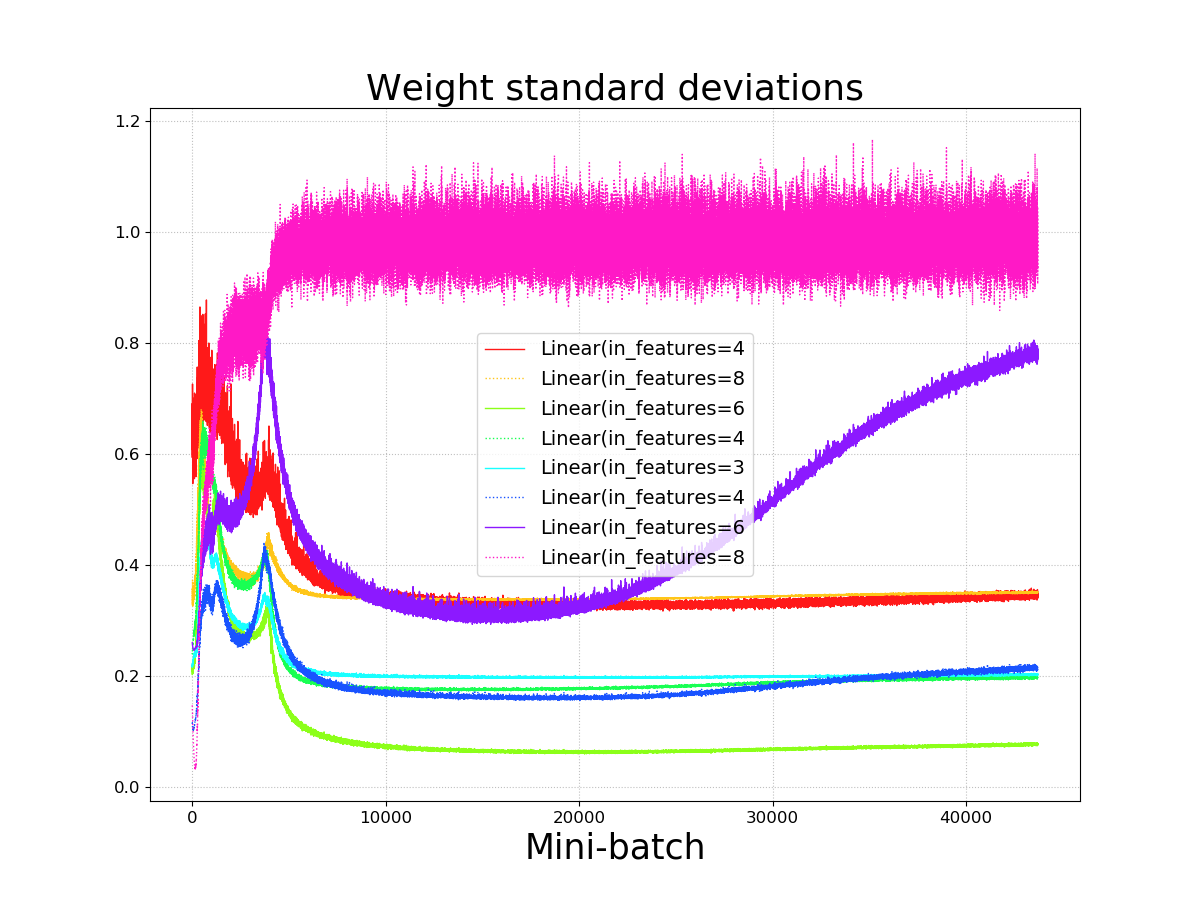 Weight standard deviations
1.2
1.0
0.8
0.6
0.4
0.2
0.0
Linear(in_features=4
Linear(in_features=8
Linear(in_features=6
Linear(in_features=4
Linear(in_features=3
Linear(in_features=4
Linear(in_features=6
Linear(in_features=8
0 10000 20000 30000 40000
Mini-batch